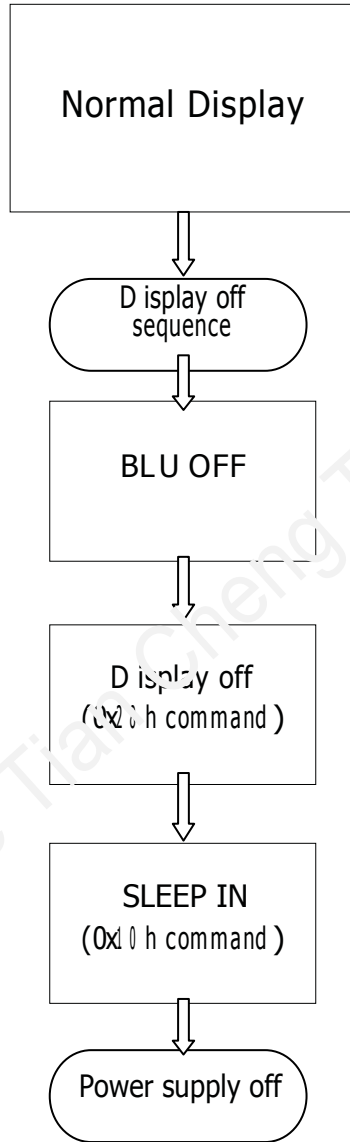 Normal Display
Display off
sequence
BLU OFF
Display off
(0x28h command)
SLEEP IN
(0x10h command)
Power supply off
Tian Cheng T